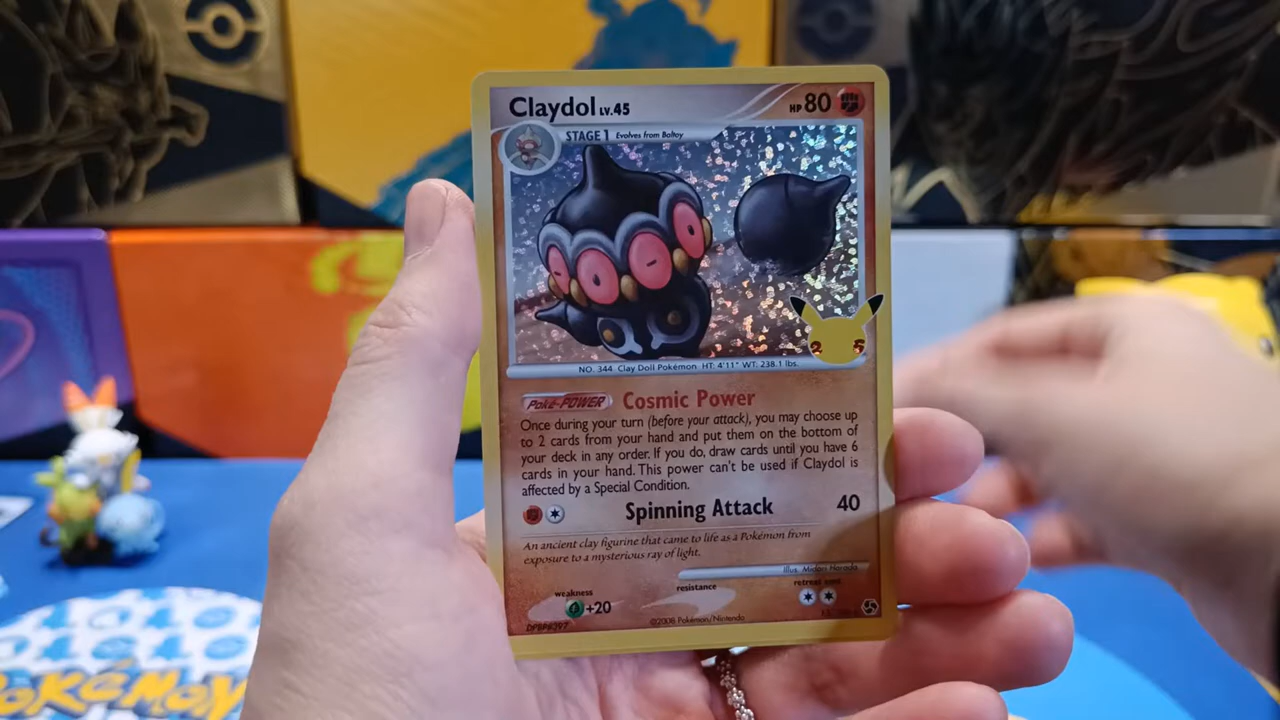 Claydol LV.45
HP 80
STAGE 1 Evolves from Baltoy
25
NO. 344 Clay Doll Pokémon HT: 4'11" WT: 238.1 lbs.
Poké-POWER Cosmic Power
Once during your turn (before your attack), you may choose up
to 2 cards from your hand and put them on the bottom of
your deck in any order. If you do, draw cards until you have 6
cards in your hand. This power can't be used if Claydol is
affected by a Special Condition.
Spinning Attack 40
An ancient clay figurine that came to life as a Pokémon from
exposure to a mysterious ray of light.
Illus. Midori Harada
weakness
resistance
retreat cost
+20
©2008 Pokémon/Nintendo
POKÉMON